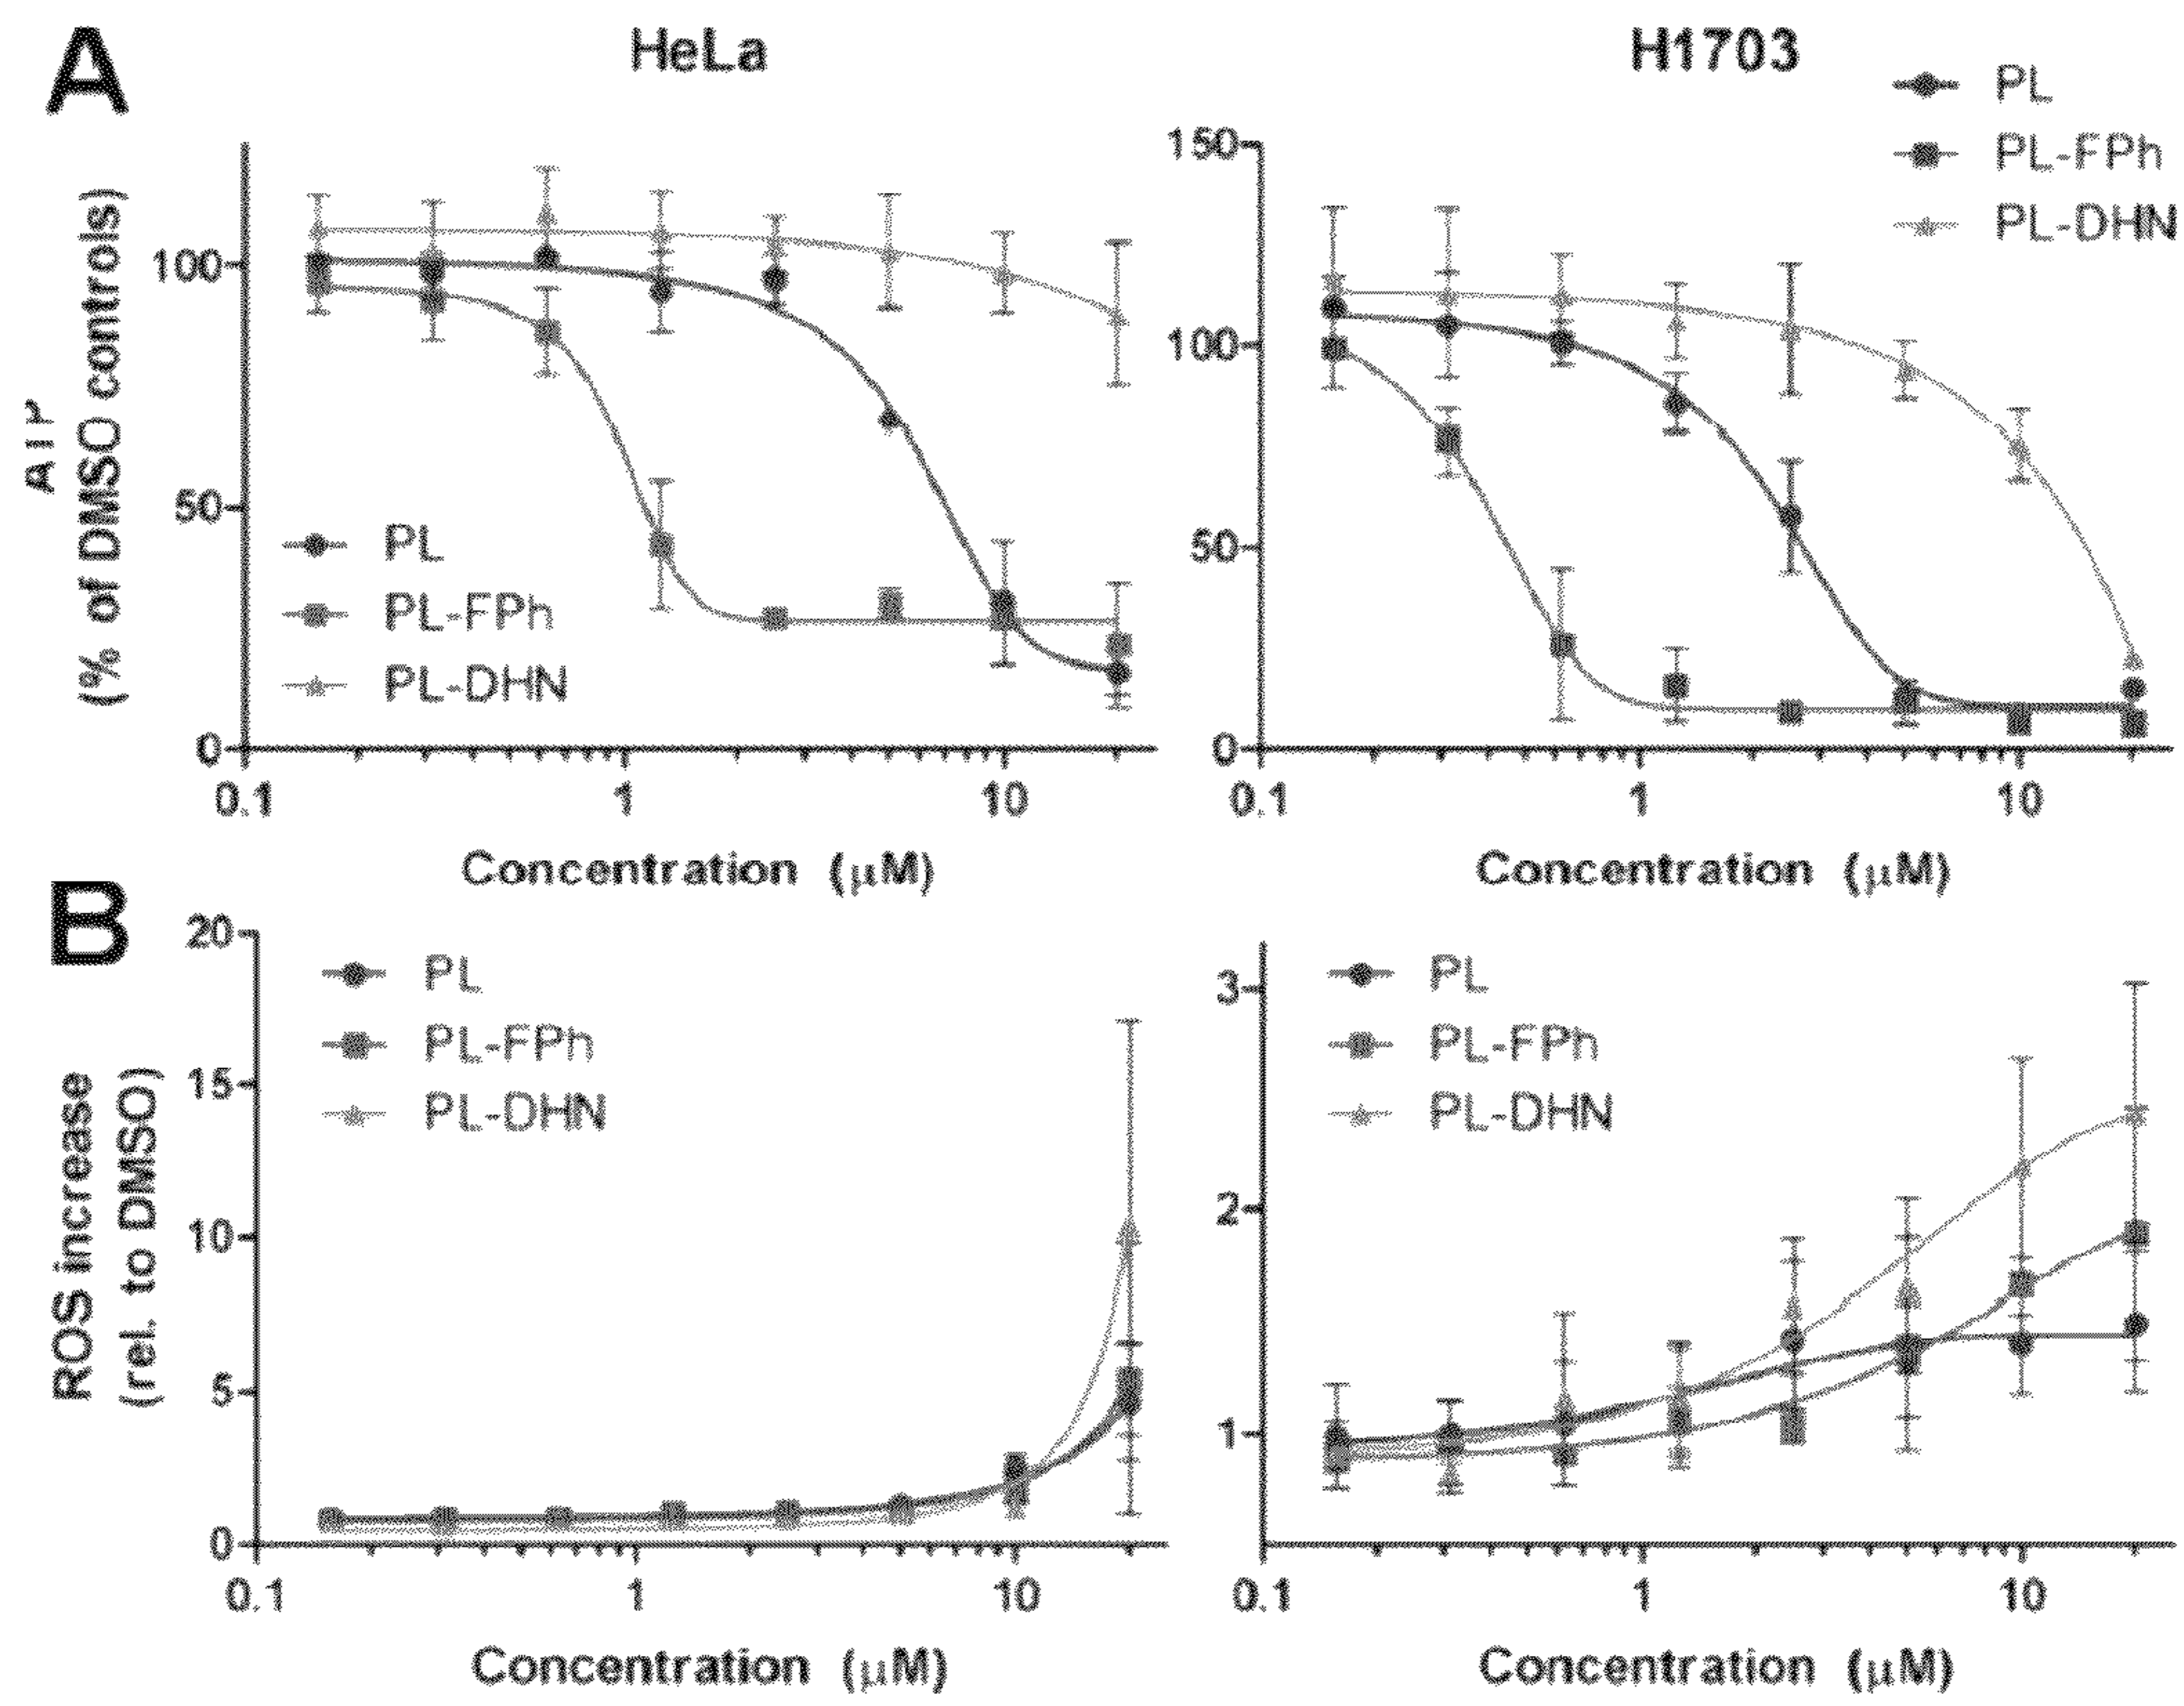 A
HeLa
H1703
PL
PL-FPh
PL-DHN
(% of DMSO controls)
100
50
0
PL
PL-FPh
PL-DHN
0.1
1
10
Concentration (μM)
150
100
50
0
0.1
1
10
Concentration (μM)
B
ROS increase
(rel. to DMSO)
20
15
10
5
0
PL
PL-FPh
PL-DHN
0.1
1
10
Concentration (μM)
3
2
1
PL
PL-FPh
PL-DHN
0.1
1
10
Concentration (μM)